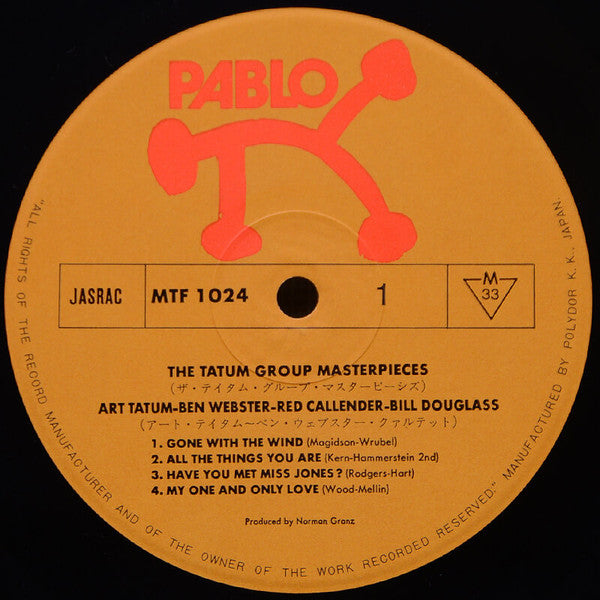 PABLO
JASRAC
MTF 1024
1
M
33
THE TATUM GROUP MASTERPIECES
(ザ・テイタム・グループ・マスターピーシズ)
ART TATUM-BEN WEBSTER-RED CALLENDER-BILL DOUGLASS
(アート・テイタム〜ベン・ウェブスター・クァルテット)
1. GONE WITH THE WIND (Magidson-Wrubel)
2. ALL THE THINGS YOU ARE (Kern-Hammerstein 2nd)
3. HAVE YOU MET MISS JONES? (Rodgers-Hart)
4. MY ONE AND ONLY LOVE (Wood-Mellin)
Produced by Norman Granz
"ALL RIGHTS OF THE RECORD MANUFACTURER AND OF THE OWNER OF THE WORK RECORDED RESERVED." MANUFACTURED BY POLYDOR K. K., JAPAN.